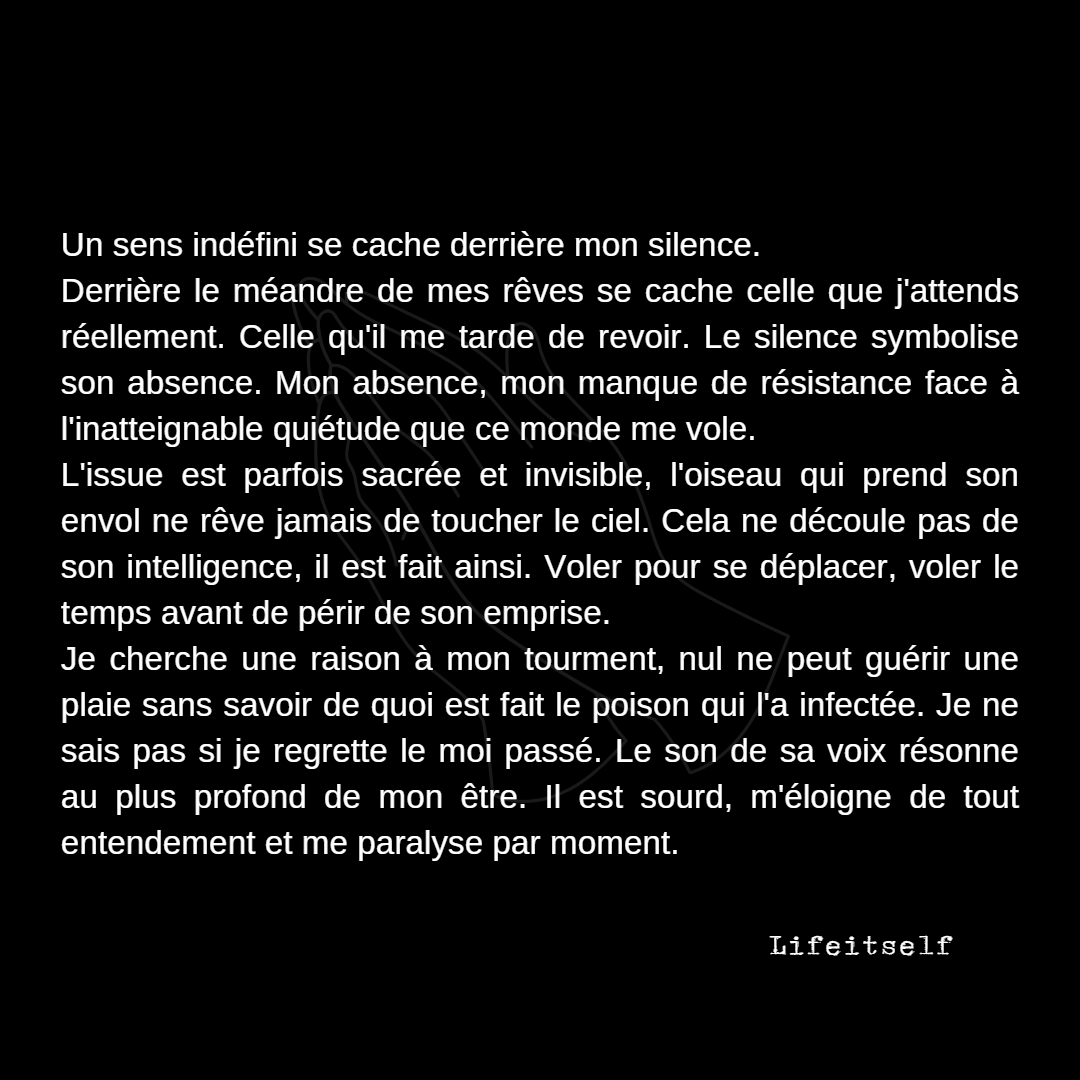 Un sens indéfini se cache derrière mon silence.
Derrière le méandre de mes rêves se cache celle que j'attends
réellement. Celle qu'il me tarde de revoir. Le silence symbolise
son absence. Mon absence, mon manque de résistance face à
l'inatteignable quiétude que ce monde me vole.
L'issue est parfois sacrée et invisible, l'oiseau qui prend son
envol ne rêve jamais de toucher le ciel. Cela ne découle pas de
son intelligence, il est fait ainsi. Voler pour se déplacer, voler le
temps avant de périr de son emprise.
Je cherche une raison à mon tourment, nul ne peut guérir une
plaie sans savoir de quoi est fait le poison qui l'a infectée. Je ne
sais pas si je regrette le moi passé. Le son de sa voix résonne
au plus profond de mon être. Il est sourd, m'éloigne de tout
entendement et me paralyse par moment.
Lifeitself